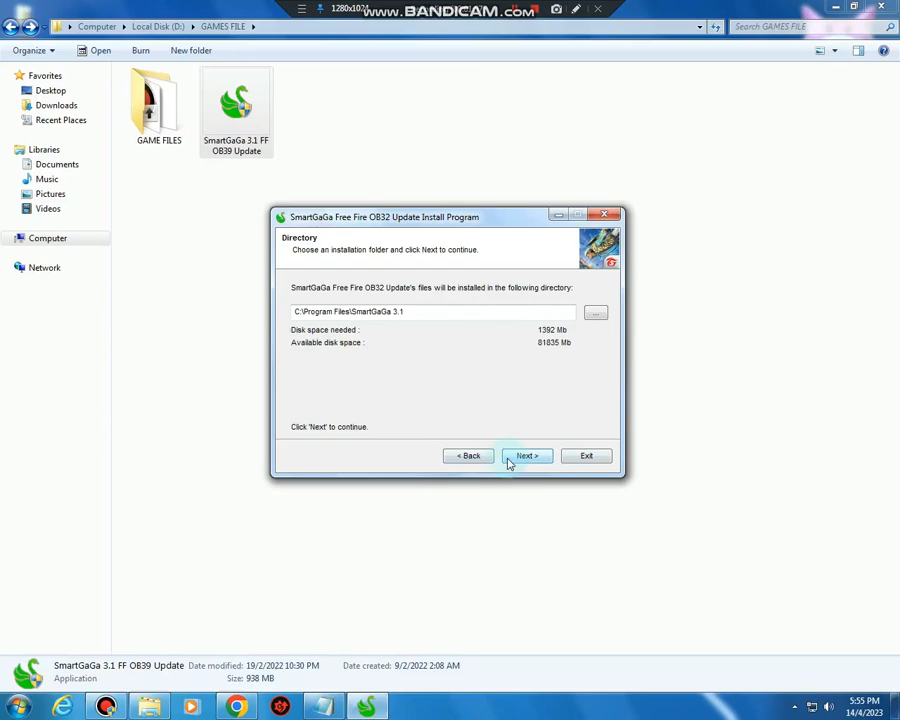 1280x1024
www.BANDICAM.com
Computer Local Disk (D:) GAMES FILE
Search GAMES FILE
Organize Open Burn New folder
Favorites
Desktop
Downloads
Recent Places
Libraries
Documents
Music
Pictures
Videos
Computer
Network
GAME FILES
SmartGaGa 3.1 FF
OB39 Update
SmartGaGa Free Fire OB32 Update Install Program
Directory
Choose an installation folder and click Next to continue.
SmartGaGa Free Fire OB32 Update's files will be installed in the following directory:
C:\Program Files\SmartGaGa 3.1
...
Disk space needed : 1392 Mb
Available disk space : 81835 Mb
Click 'Next' to continue.
< Back Next > Exit
SmartGaGa 3.1 FF OB39 Update Date modified: 19/2/2022 10:30 PM Date created: 9/2/2022 2:08 AM
Application Size: 938 MB
5:55 PM
14/4/2023